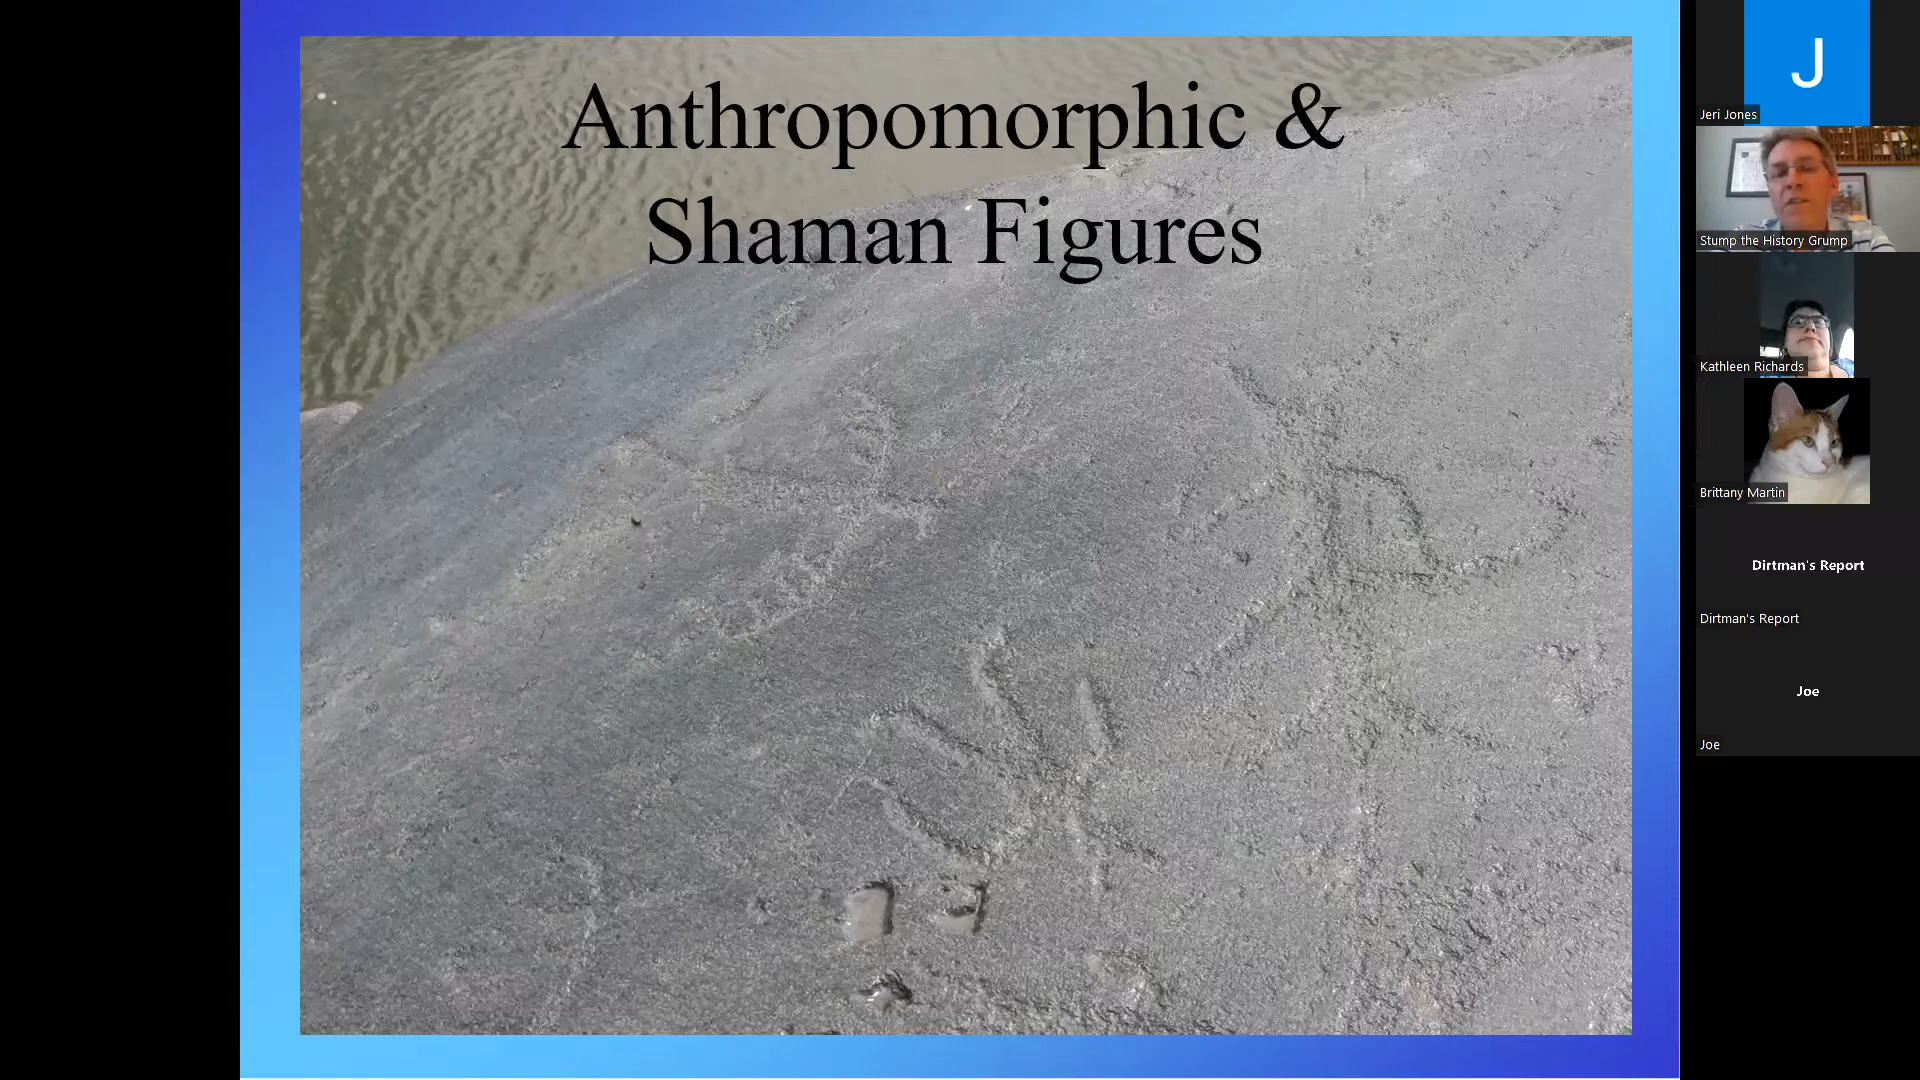 Anthropomorphic &
Shaman Figures
J
Jeri Jones
Stump the History Grump
Kathleen Richards
Brittany Martin
Dirtman's Report
Dirtman's Report
Joe
Joe